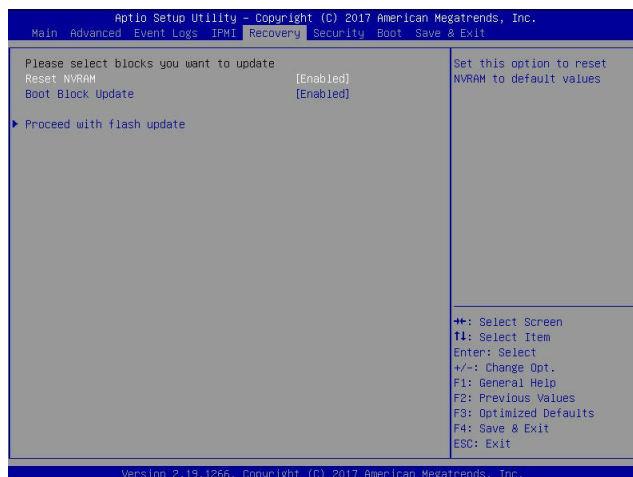 Aptio Setup Utility – Copyright (C) 2017 American Megatrends, Inc.
Main Advanced Event Logs IPMI Recovery Security Boot Save & Exit
Please select blocks you want to update
Reset NVRAM [Enabled]
Boot Block Update [Enabled]
Proceed with flash update
Set this option to reset
NVRAM to default values
: Select Screen
↑↓: Select Item
Enter: Select
+/-: Change Opt.
F1: General Help
F2: Previous Values
F3: Optimized Defaults
F4: Save & Exit
ESC: Exit
Version 2.19.1266. Copyright (C) 2017 American Megatrends, Inc.